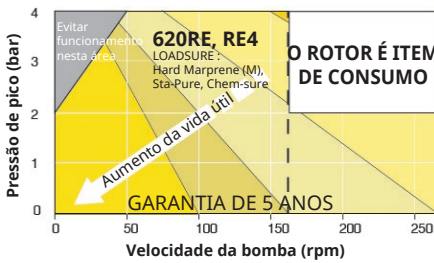 Pressão de pico (bar)
4
3
2
1
0
Evitar
funcionamento
nesta área
620RE, RE4
LOADSURE :
Hard Marprene (M),
Sta-Pure, Chem-sure
O ROTOR É ITEM
DE CONSUMO
Aumento da vida útil
GARANTIA DE 5 ANOS
0 50 100 150 200 250
Velocidade da bomba (rpm)